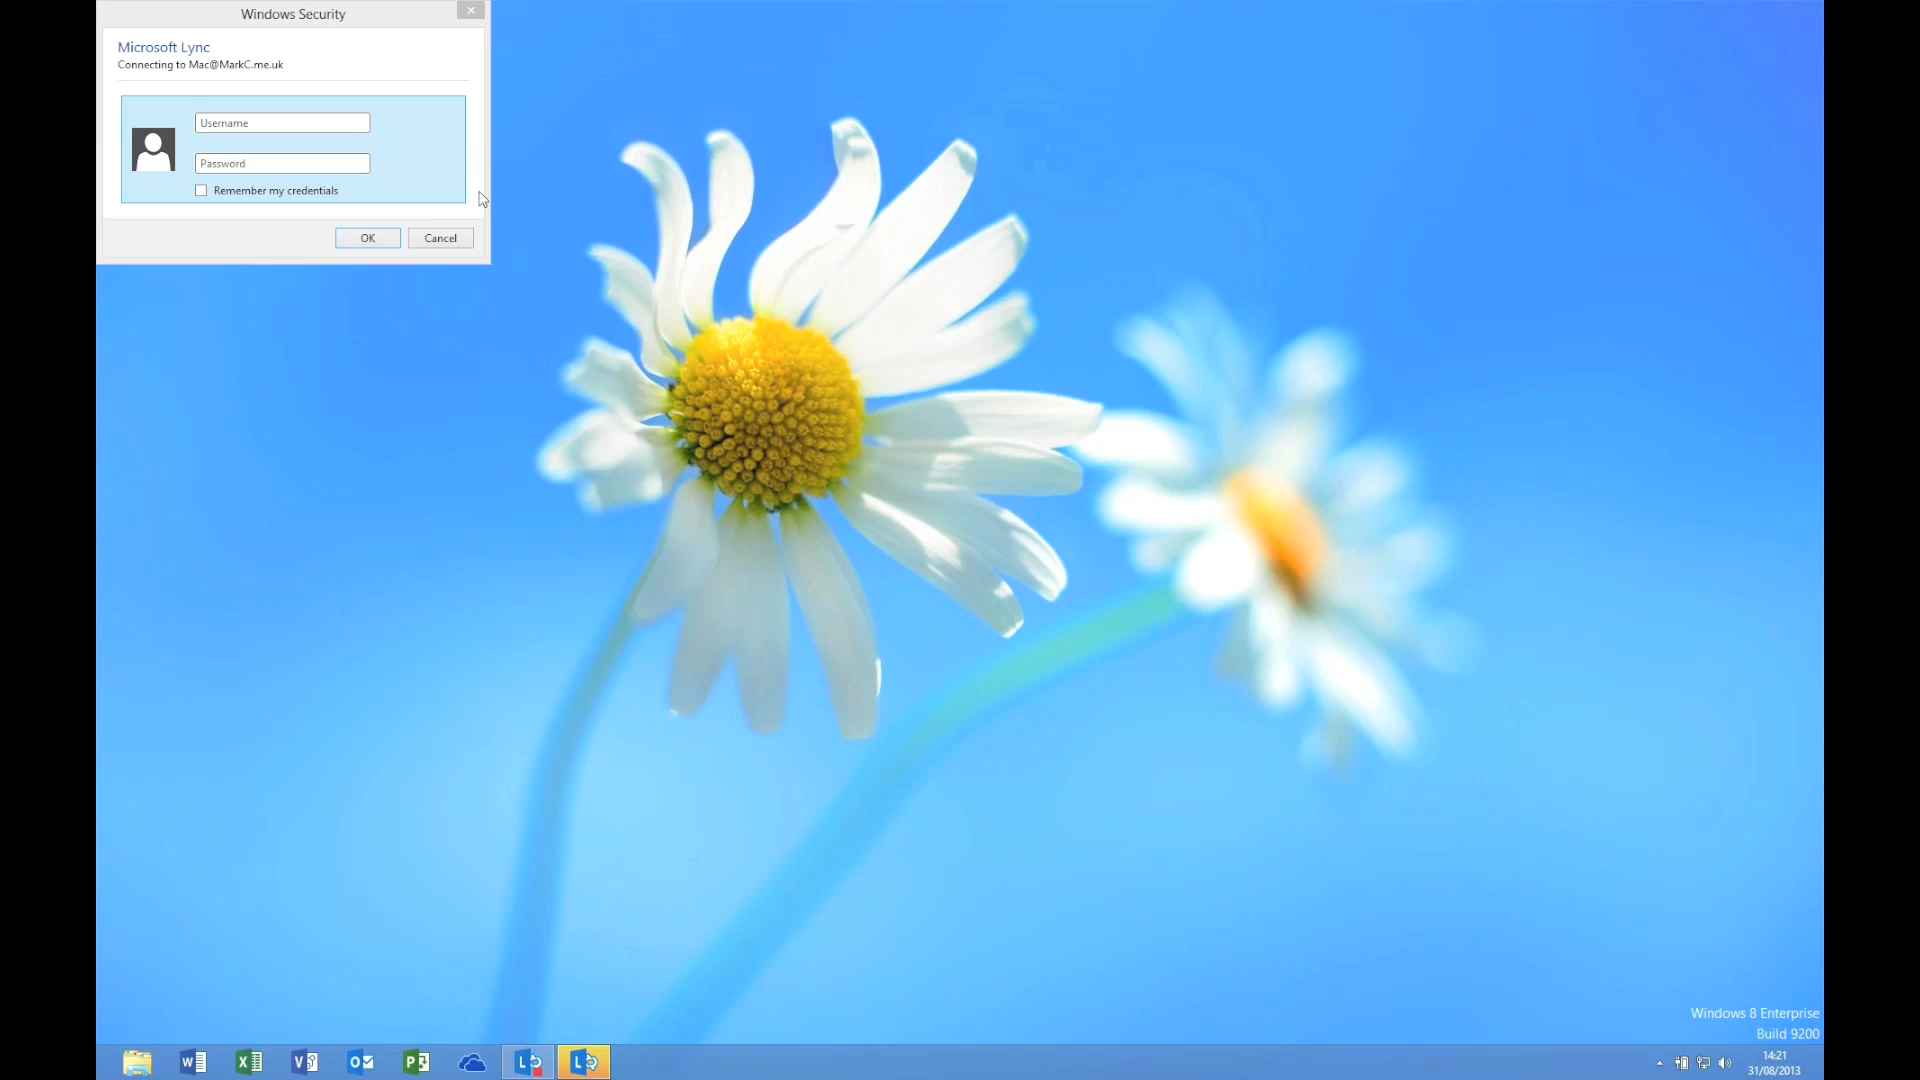 Windows Security
Microsoft Lync
Connecting to Mac@MarkC.me.uk
Username
Password
Remember my credentials
OK
Cancel
Windows 8 Enterprise
Build 9200
W
X
V
O
P
L
L
14:21
31/08/2013